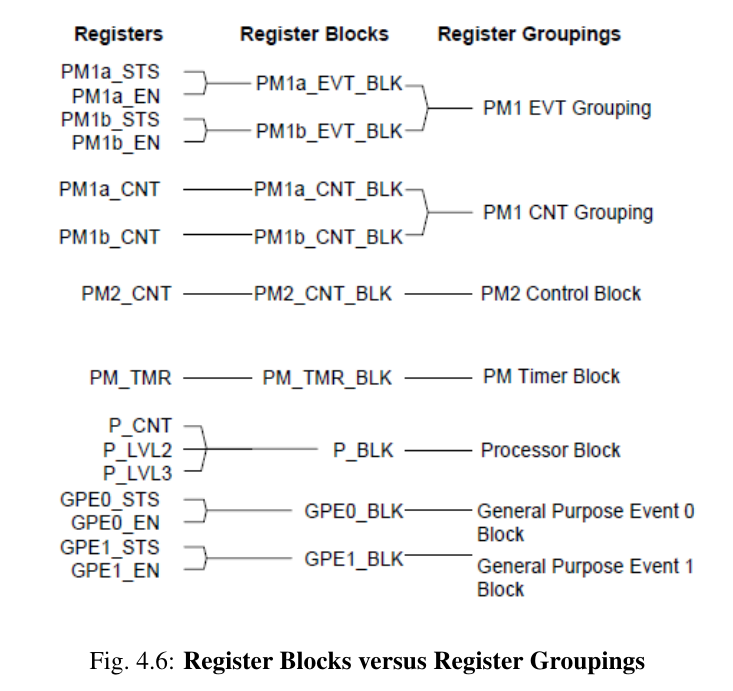 Registers Register Blocks Register Groupings
PM1a_STS
PM1a_EN
PM1a_EVT_BLK
PM1b_STS
PM1b_EN
PM1b_EVT_BLK
PM1 EVT Grouping
PM1a_CNT PM1a_CNT_BLK
PM1b_CNT PM1b_CNT_BLK
PM1 CNT Grouping
PM2_CNT PM2_CNT_BLK PM2 Control Block
PM_TMR PM_TMR_BLK PM Timer Block
P_CNT
P_LVL2
P_LVL3
P_BLK Processor Block
GPE0_STS
GPE0_EN
GPE0_BLK General Purpose Event 0
Block
GPE1_STS
GPE1_EN
GPE1_BLK General Purpose Event 1
Block
Fig. 4.6: Register Blocks versus Register Groupings